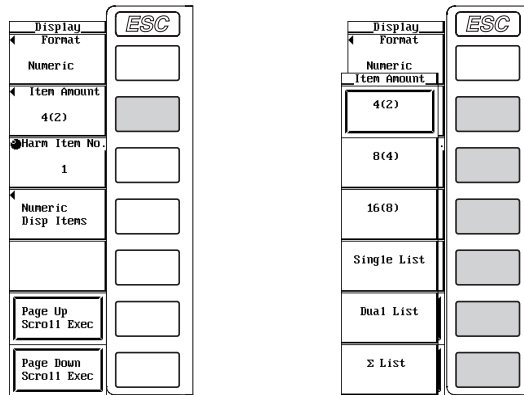 Display
ESC
Format
Numeric
Item Amount
4(2)
Harm Item No.
1
Numeric
Disp Items
Page Up
Scroll Exec
Page Down
Scroll Exec
Display
ESC
Format
Numeric
Item Amount
4(2)
8(4)
16(8)
Single List
Dual List
Σ List